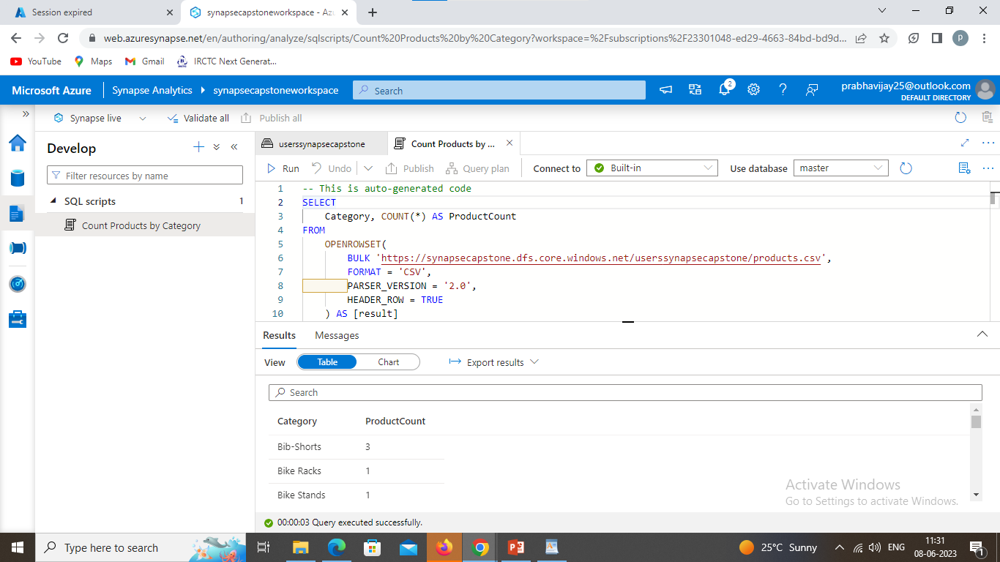 Session expired
synapsecapstoneworkspace - Azu
web.azuresynapse.net/en/authoring/analyze/sqlscripts/Count%20Products%20by%20Category?workspace=%2Fsubscriptions%2F23301048-ed29-4663-84bd-bd9d...
P
YouTube Maps Gmail IRCTC Next Generat...
Microsoft Azure Synapse Analytics synapsecapstoneworkspace Search 2 prabhavijay25@outlook.com
DEFAULT DIRECTORY
Synapse live Validate all Publish all
Develop
Filter resources by name
SQL scripts 1
Count Products by Category
userssynapsecapstone Count Products by ...
Run Undo Publish Query plan Connect to Built-in Use database master
1 -- This is auto-generated code
2 SELECT
3 Category, COUNT(*) AS ProductCount
4 FROM
5 OPENROWSET(
6 BULK 'https://synapsecapstone.dfs.core.windows.net/userssynapsecapstone/products.csv',
7 FORMAT = 'CSV',
8 PARSER_VERSION = '2.0',
9 HEADER_ROW = TRUE
10 ) AS [result]
Results Messages
View Table Chart Export results
Search
Category ProductCount
Bib-Shorts 3
Bike Racks 1
Bike Stands 1
Activate Windows
Go to Settings to activate Windows.
00:00:03 Query executed successfully.
Type here to search
25°C Sunny
ENG
11:31
08-06-2023
1